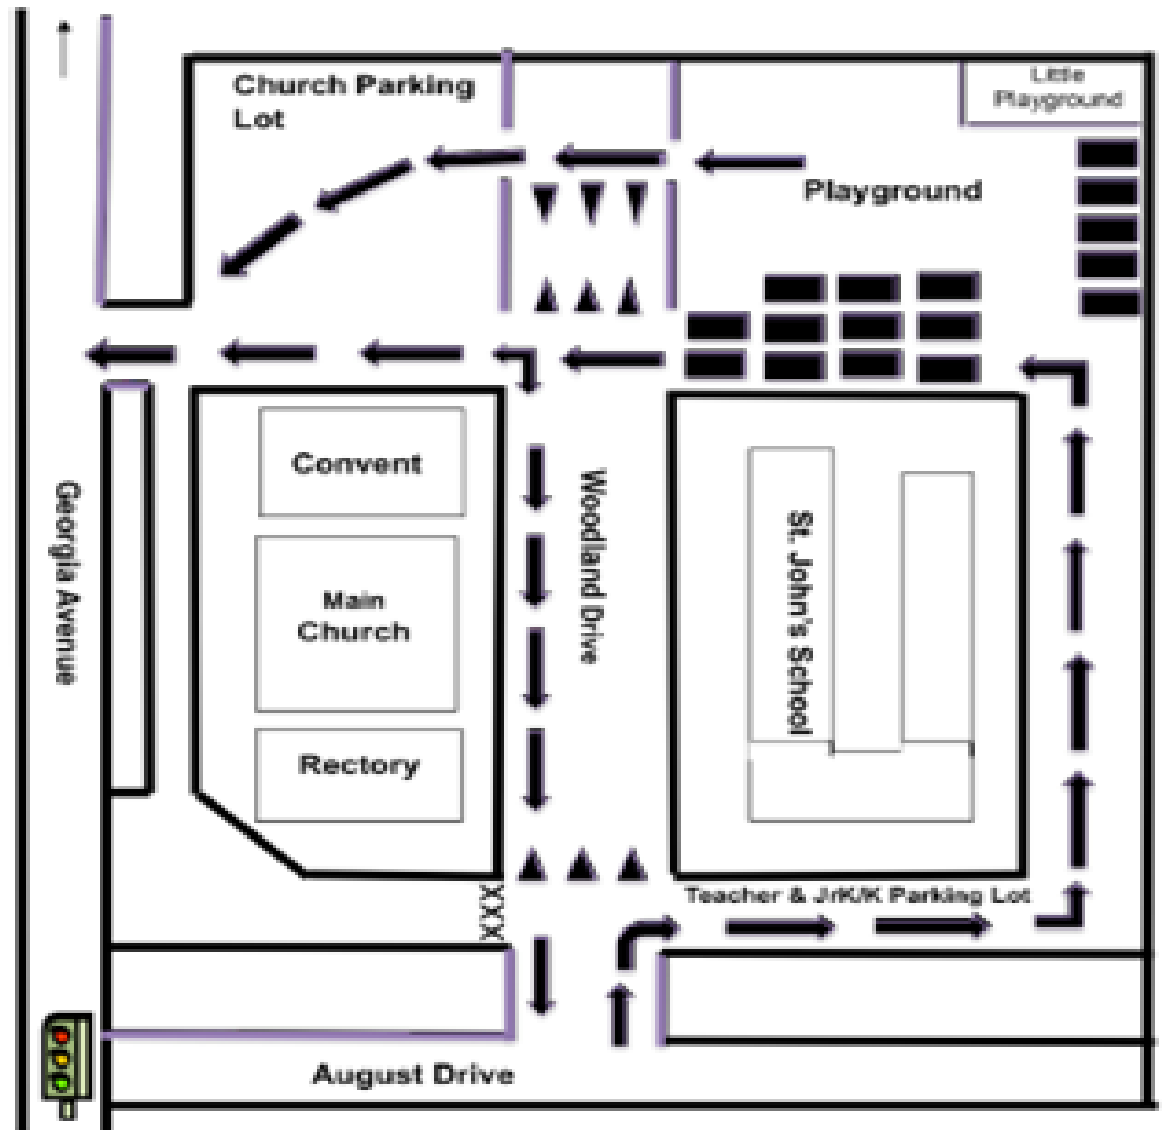 Church Parking
Lot
Little
Playground
Playground
Convent
Georgia Avenue
Woodland Drive
St. John's School
Main
Church
Rectory
Teacher & JrK/K Parking Lot
XXX
August Drive